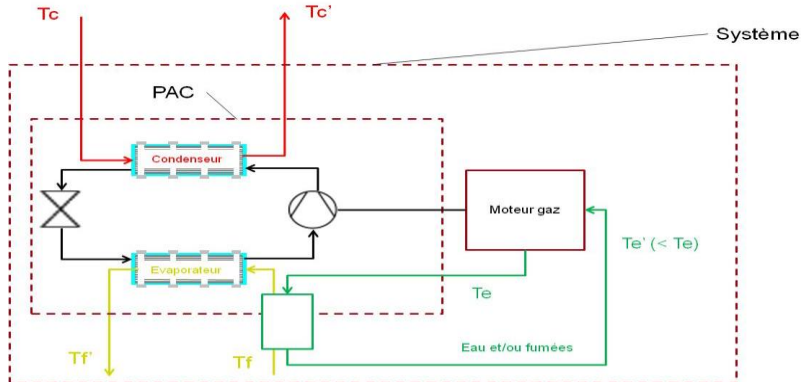 Tc
Tc’
Système
PAC
Condenseur
Moteur gaz
Te’ (< Te)
Evaporateur
Te
Eau et/ou fumées
Tf’
Tf